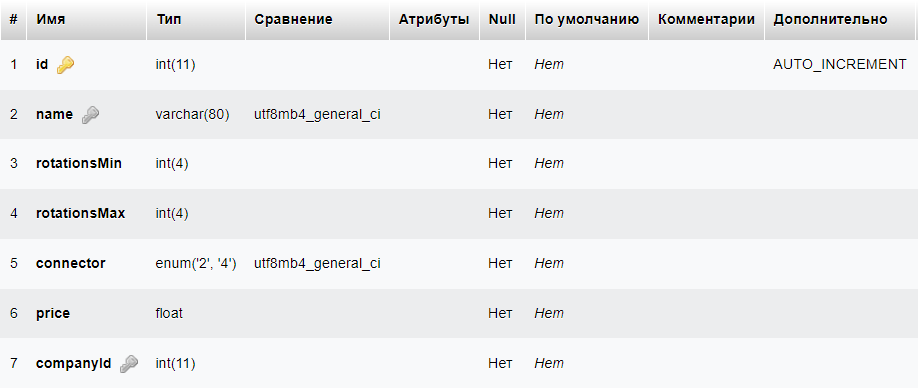 # Имя Тип Сравнение Атрибуты Null По умолчанию Комментарии Дополнительно
1 id int(11) Нет Нет AUTO_INCREMENT
2 name varchar(80) utf8mb4_general_ci Нет Нет
3 rotationsMin int(4) Нет Нет
4 rotationsMax int(4) Нет Нет
5 connector enum('2', '4') utf8mb4_general_ci Нет Нет
6 price float Нет Нет
7 companyId int(11) Нет Нет